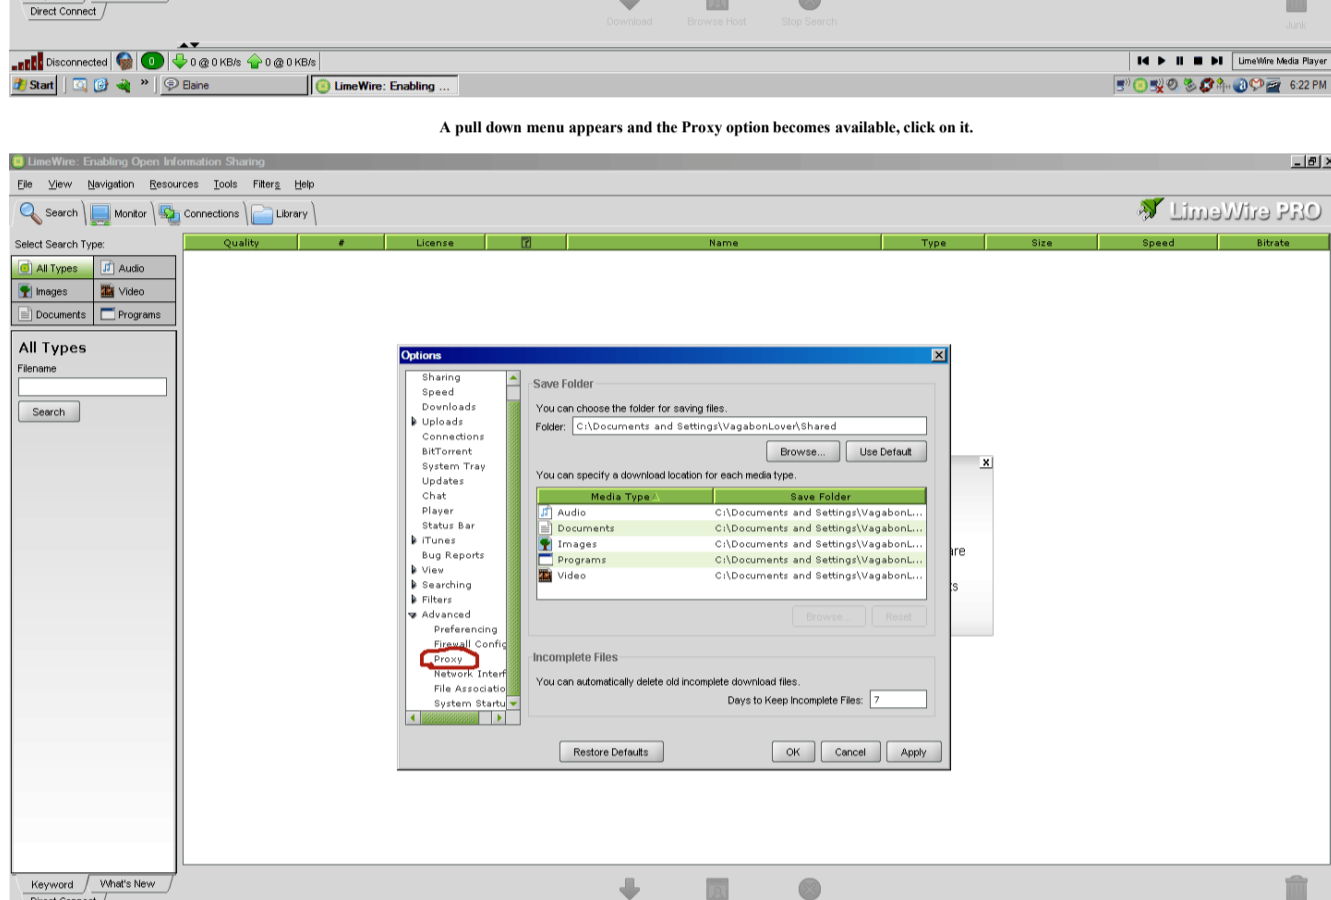 Direct Connect
Download Browse Host Stop Search Junk
Disconnected 0 0 @ 0 KB/s 0 @ 0 KB/s LimeWire Media Player
Start » Elaine LimeWire: Enabling ... 6:22 PM
A pull down menu appears and the Proxy option becomes available, click on it.
LimeWire: Enabling Open Information Sharing
File View Navigation Resources Tools Filters Help
Search Monitor Connections Library LimeWire PRO
Select Search Type:
Quality # License ? Name Type Size Speed Bitrate
All Types Audio
Images Video
Documents Programs
All Types
Filename
Search
Options
Sharing
Speed
Downloads
Uploads
Connections
BitTorrent
System Tray
Updates
Chat
Player
Status Bar
iTunes
Bug Reports
View
Searching
Filters
Advanced
Preferencing
Firewall Config
Proxy
Network Interf
File Associatio
System Startu
Save Folder
You can choose the folder for saving files.
Folder: C:\Documents and Settings\VagabonLover\Shared
Browse... Use Default
You can specify a download location for each media type.
Media Type Save Folder
Audio C:\Documents and Settings\VagabonL...
Documents C:\Documents and Settings\VagabonL...
Images C:\Documents and Settings\VagabonL...
Programs C:\Documents and Settings\VagabonL...
Video C:\Documents and Settings\VagabonL...
Browse... Reset
Incomplete Files
You can automatically delete old incomplete download files.
Days to Keep Incomplete Files: 7
Restore Defaults OK Cancel Apply
Keyword What's New
Direct Connect